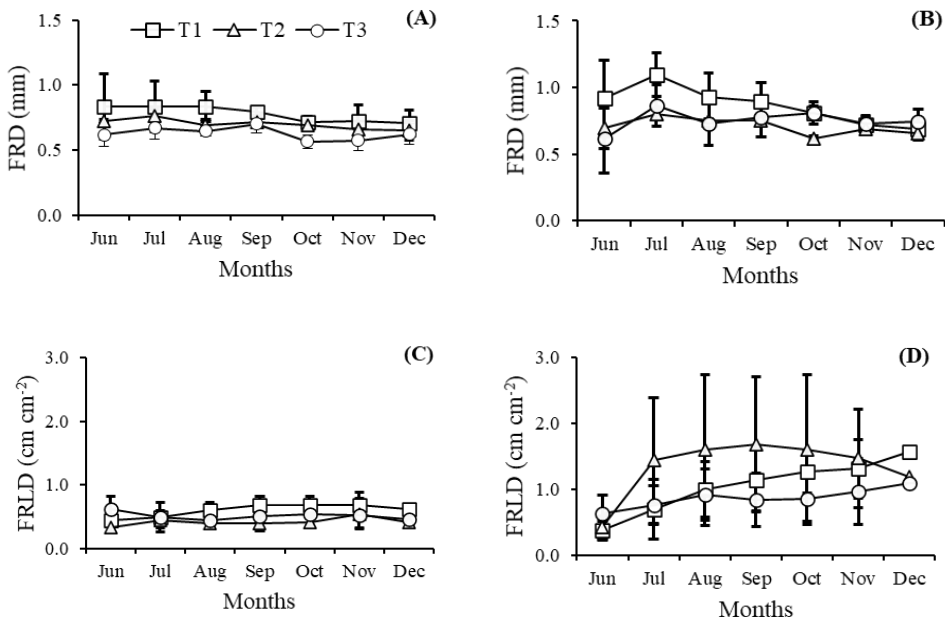 (A)
T1 T2 T3
FRD (mm)
1.5
1.0
0.5
0.0
Jun Jul Aug Sep Oct Nov Dec
Months
(B)
FRD (mm)
1.5
1.0
0.5
0.0
Jun Jul Aug Sep Oct Nov Dec
Months
(C)
FRLD (cm cm⁻²)
3.0
2.0
1.0
0.0
Jun Jul Aug Sep Oct Nov Dec
Months
(D)
FRLD (cm cm⁻²)
3.0
2.0
1.0
0.0
Jun Jul Aug Sep Oct Nov Dec
Months